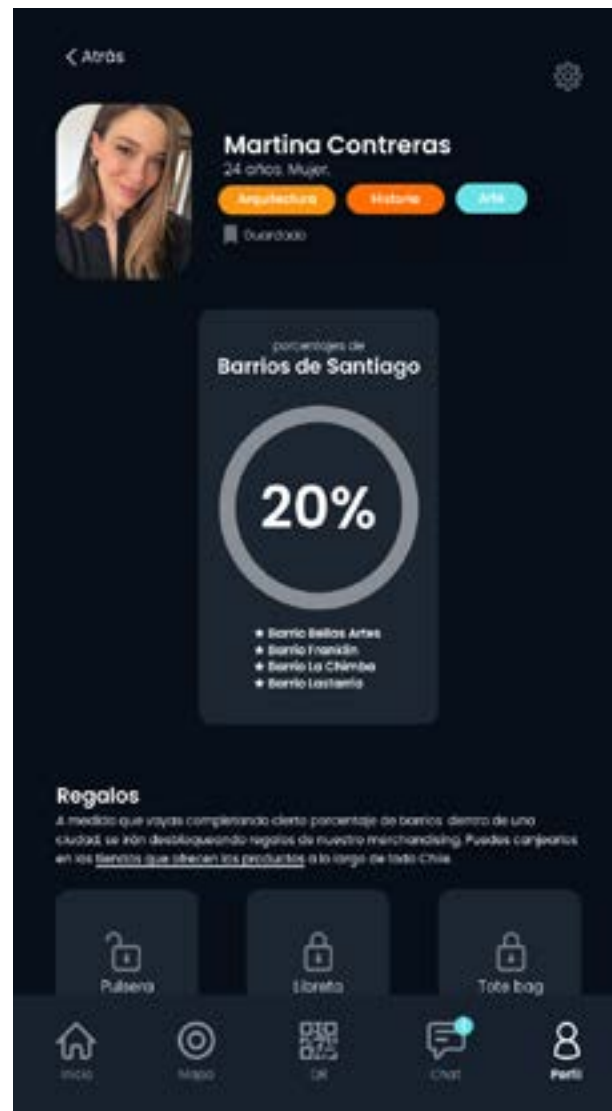 Atrás
Martina Contreras
24 años. Mujer.
Arquitectura Historia Arte
Guardado
porcentajes de
Barrios de Santiago
20%
★ Barrio Bellas Artes
★ Barrio Franklin
★ Barrio La Chimba
★ Barrio Lastarria
Regalos
A medida que vayas completando cierto porcentaje de barrios dentro de una
ciudad, se irán desbloqueando regalos de nuestro merchandising. Puedes canjearlos
en las tiendas que ofrecen los productos a lo largo de todo Chile
Pulsera Libreta Tote bag
Inicio Mapa QR Chat Perfil